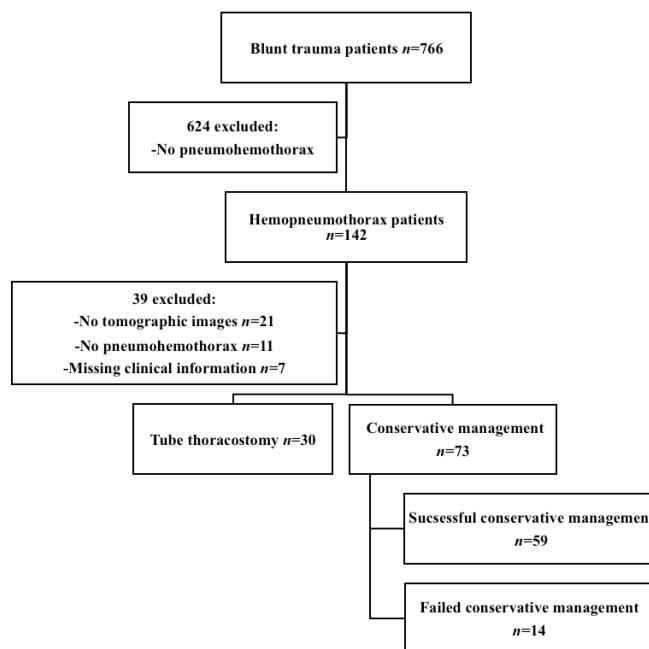 Blunt trauma patients n=766
624 excluded:
-No pneumohemothorax
Hemopneumothorax patients
n=142
39 excluded:
-No tomographic images n=21
-No pneumohemothorax n=11
-Missing clinical information n=7
Tube thoracostomy n=30
Conservative management
n=73
Sucsessful conservative management
n=59
Failed conservative management
n=14